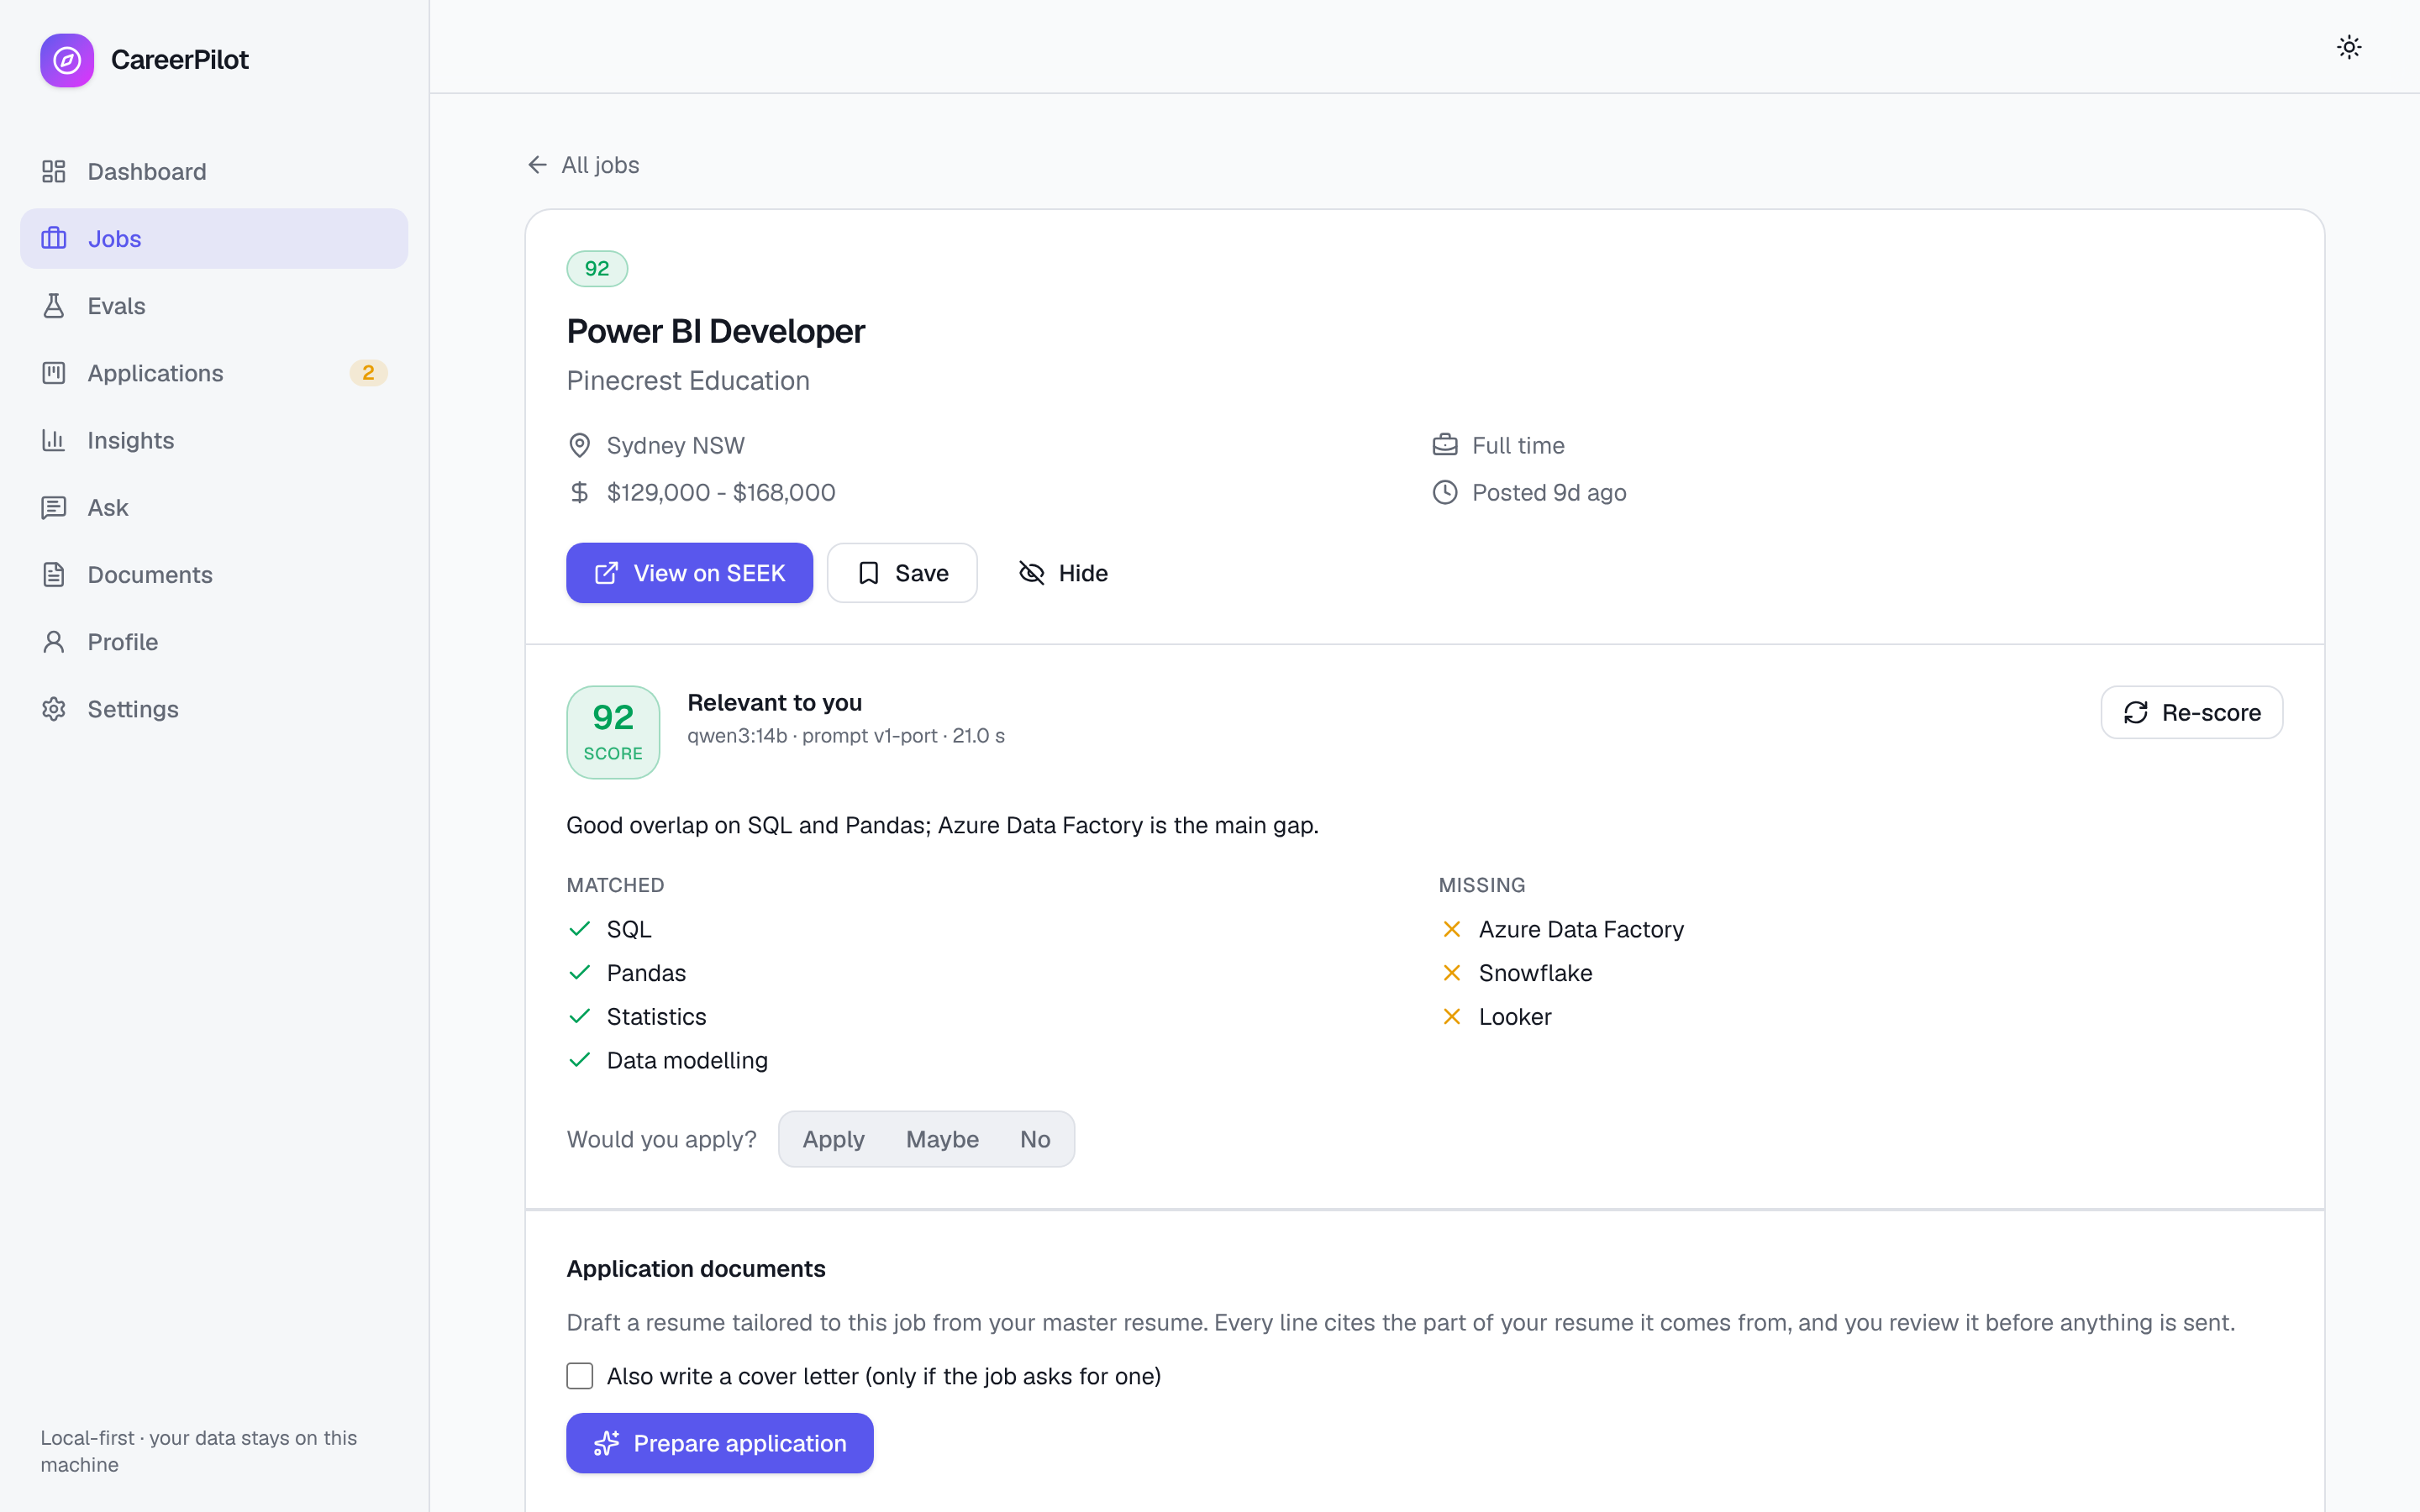 CareerPilot
Dashboard
Jobs
Evals
Applications 2
Insights
Ask
Documents
Profile
Settings
Local-first · your data stays on this
machine
All jobs
92
Power BI Developer
Pinecrest Education
Sydney NSW
Full time
$129,000 - $168,000
Posted 9d ago
View on SEEK
Save
Hide
92
SCORE
Relevant to you
qwen3:14b · prompt v1-port · 21.0 s
Re-score
Good overlap on SQL and Pandas; Azure Data Factory is the main gap.
MATCHED
SQL
Pandas
Statistics
Data modelling
MISSING
Azure Data Factory
Snowflake
Looker
Would you apply?
Apply
Maybe
No
Application documents
Draft a resume tailored to this job from your master resume. Every line cites the part of your resume it comes from, and you review it before anything is sent.
Also write a cover letter (only if the job asks for one)
Prepare application